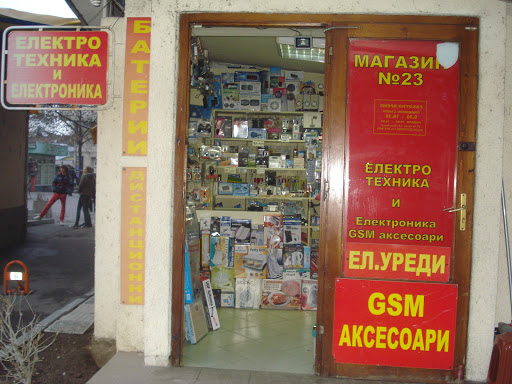 ЕЛЕКТРО
ТЕХНИКА
И
ЕЛЕКТРОНИКА
БАТЕРИИ
ДИСТАНЦИОННИ
МАГАЗИН
№23
ЕЛЕКТРО
ТЕХНИКА
И
Електроника
GSM аксесоари
ЕЛ.УРЕДИ
GSM
АКСЕСОАРИ